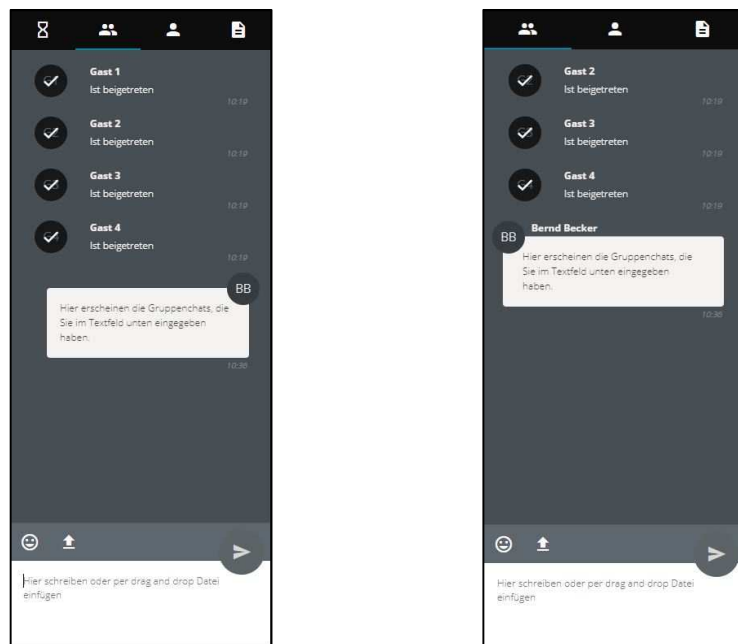 Gast 1
Ist beigetreten
10:19
Gast 2
Ist beigetreten
10:19
Gast 3
Ist beigetreten
10:19
Gast 4
Ist beigetreten
10:19
BB
Hier erscheinen die Gruppenchats, die
Sie im Textfeld unten eingegeben
haben.
10:36
Hier schreiben oder per drag and drop Datei
einfügen
Gast 2
Ist beigetreten
10:19
Gast 3
Ist beigetreten
10:19
Gast 4
Ist beigetreten
10:19
BB
Bernd Becker
Hier erscheinen die Gruppenchats, die
Sie im Textfeld unten eingegeben
haben.
10:36
Hier schreiben oder per drag and drop Datei
einfügen